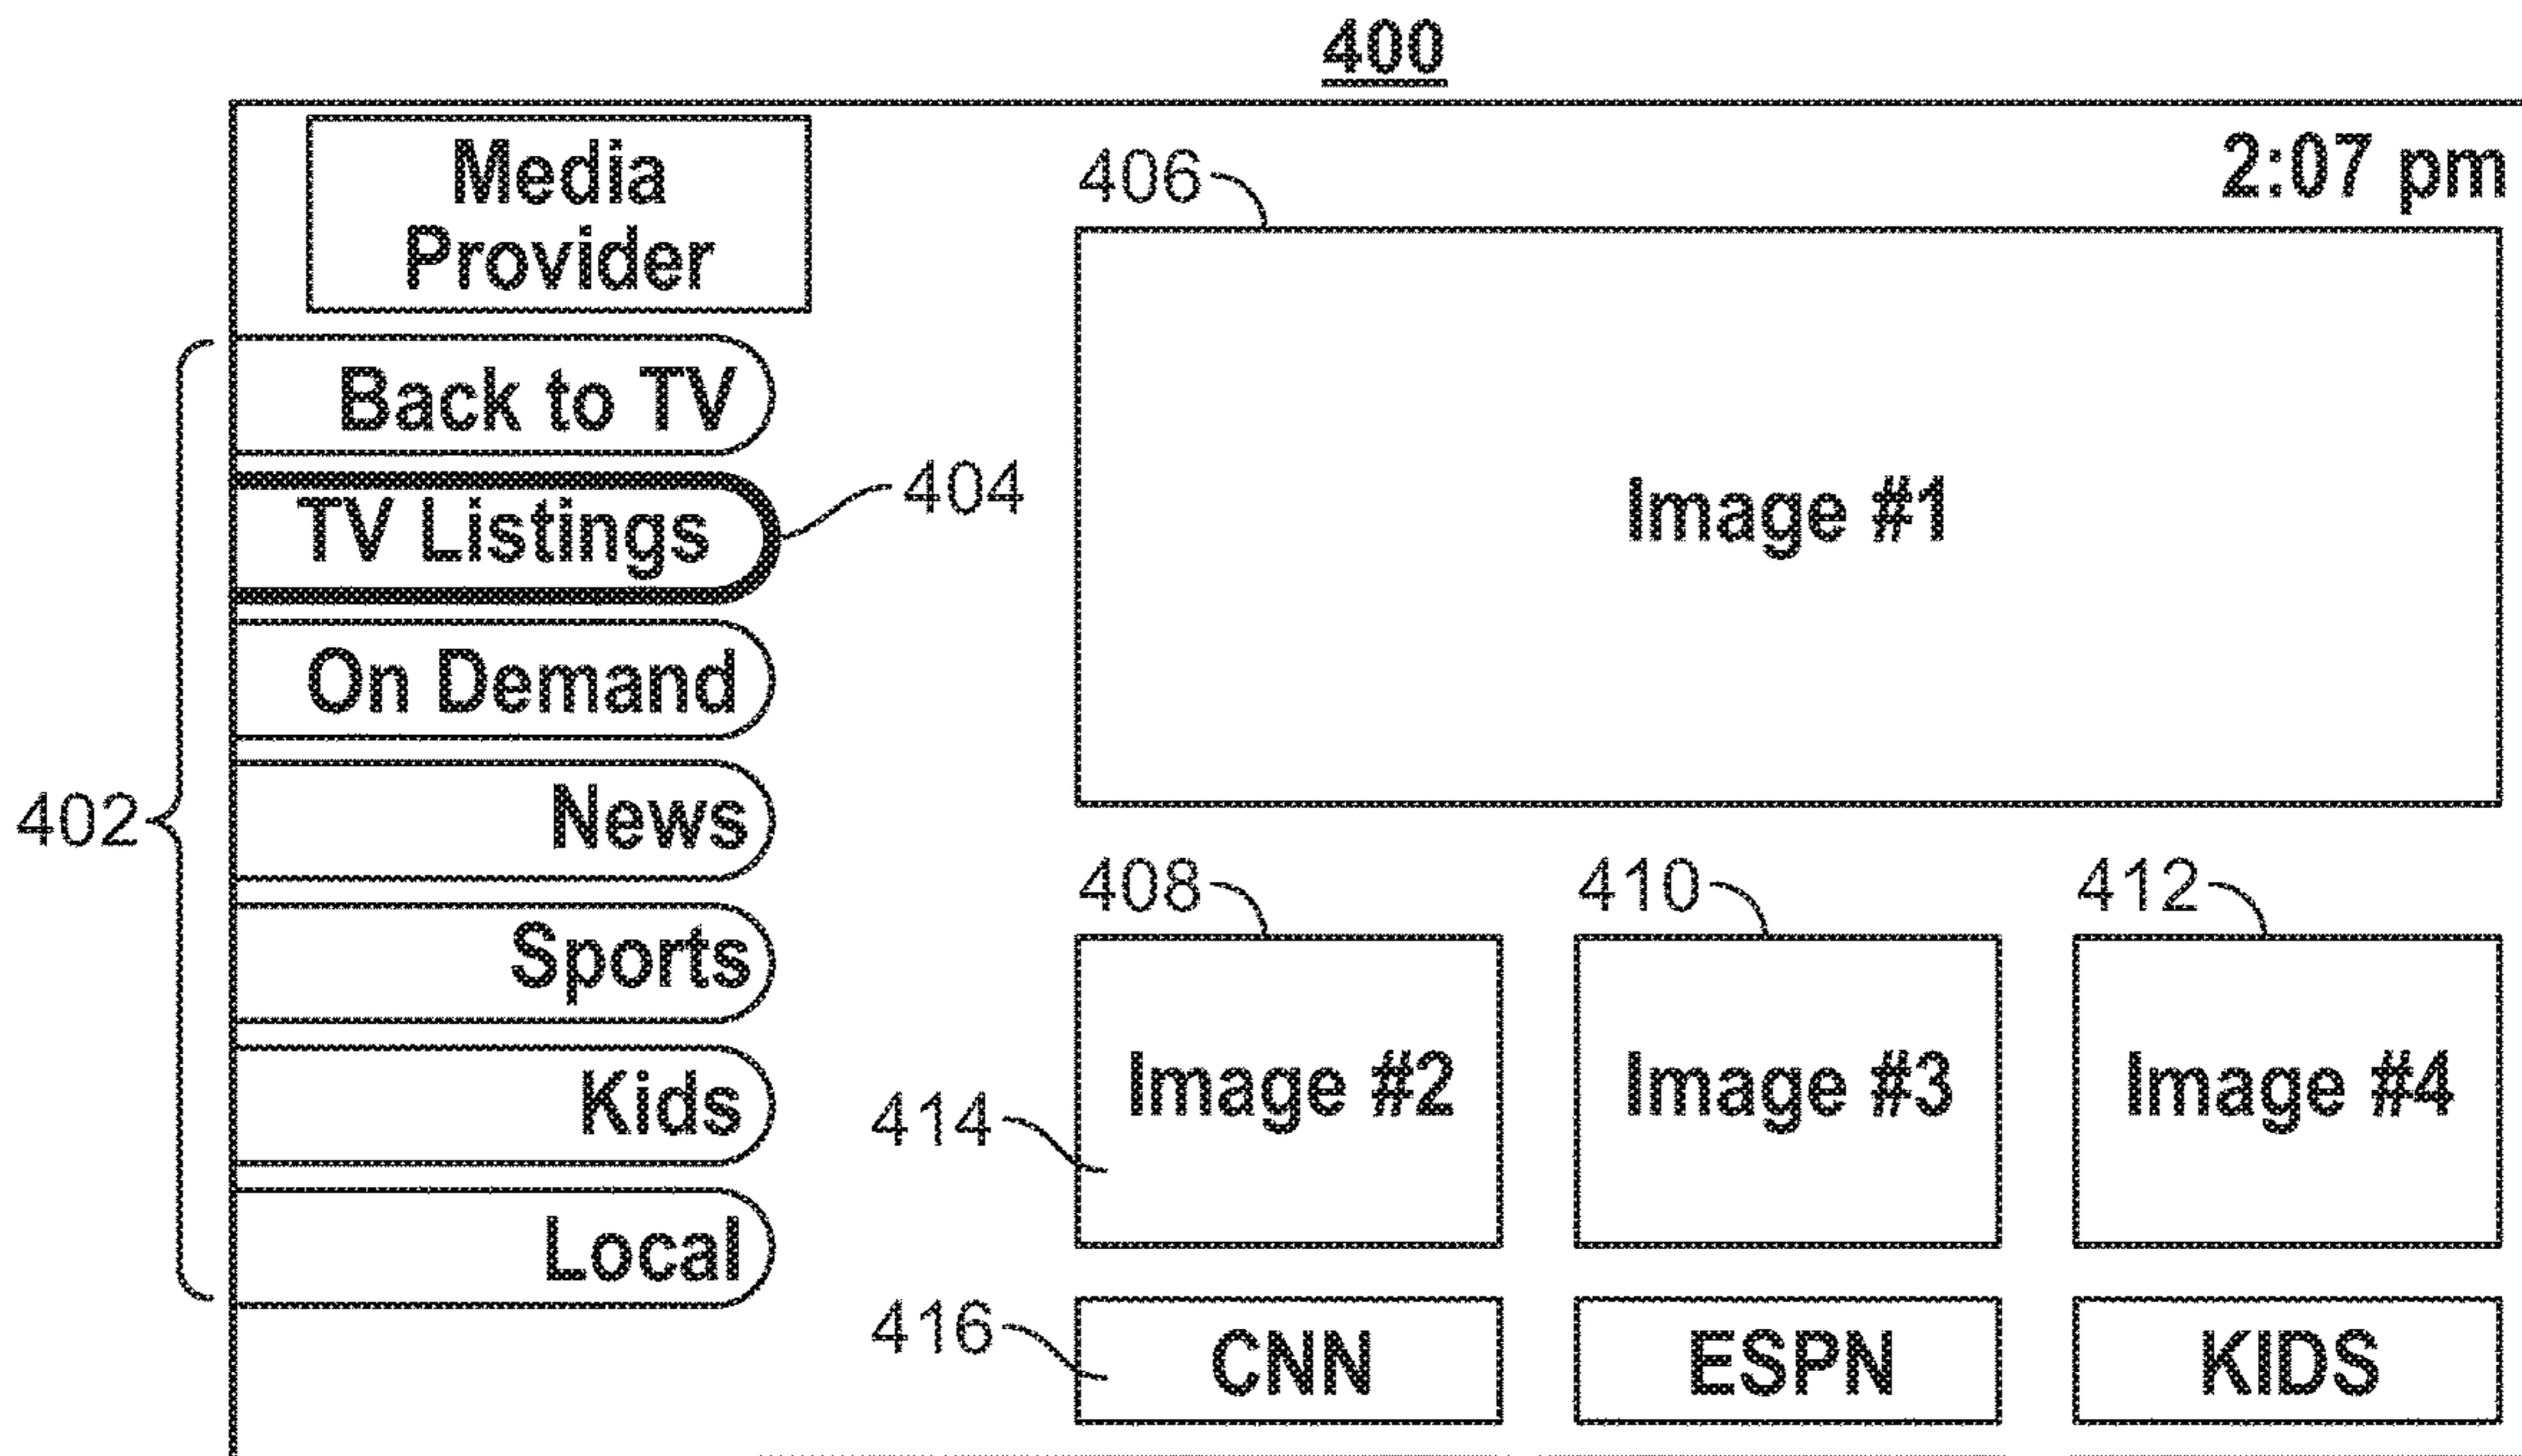 400
Media
Provider
2:07 pm
406
Back to TV
404
TV Listings
Image #1
On Demand
News
402
408
410
412
Sports
Image #2
Image #3
Image #4
Kids
414
Local
416
CNN
ESPN
KIDS